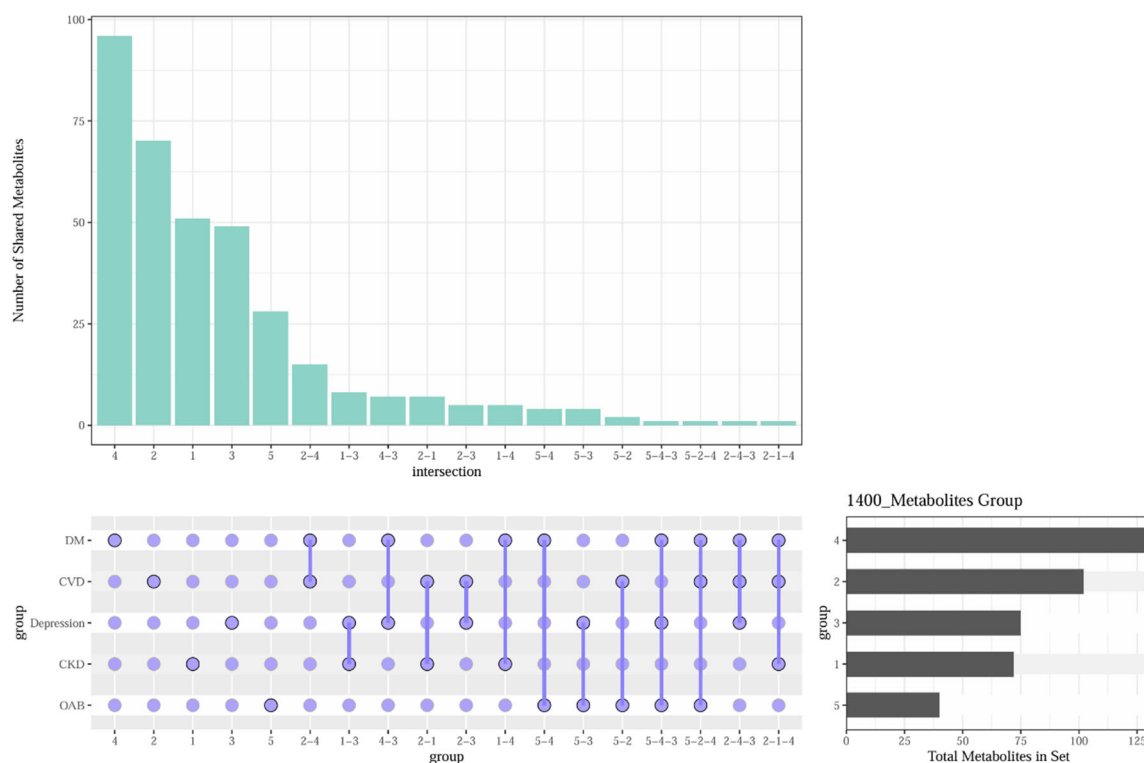 100
75
50
25
0
Number of Shared Metabolites
4 2 1 3 5 2-4 1-3 4-3 2-1 2-3 1-4 5-4 5-3 5-2 5-4-3 5-2-4 2-4-3 2-1-4
intersection
DM
CVD
Depression
CKD
OAB
group
4 2 1 3 5 2-4 1-3 4-3 2-1 2-3 1-4 5-4 5-3 5-2 5-4-3 5-2-4 2-4-3 2-1-4
group
1400_Metabolites Group
4
2
3
1
5
group
0 25 50 75 100 125
Total Metabolites in Set